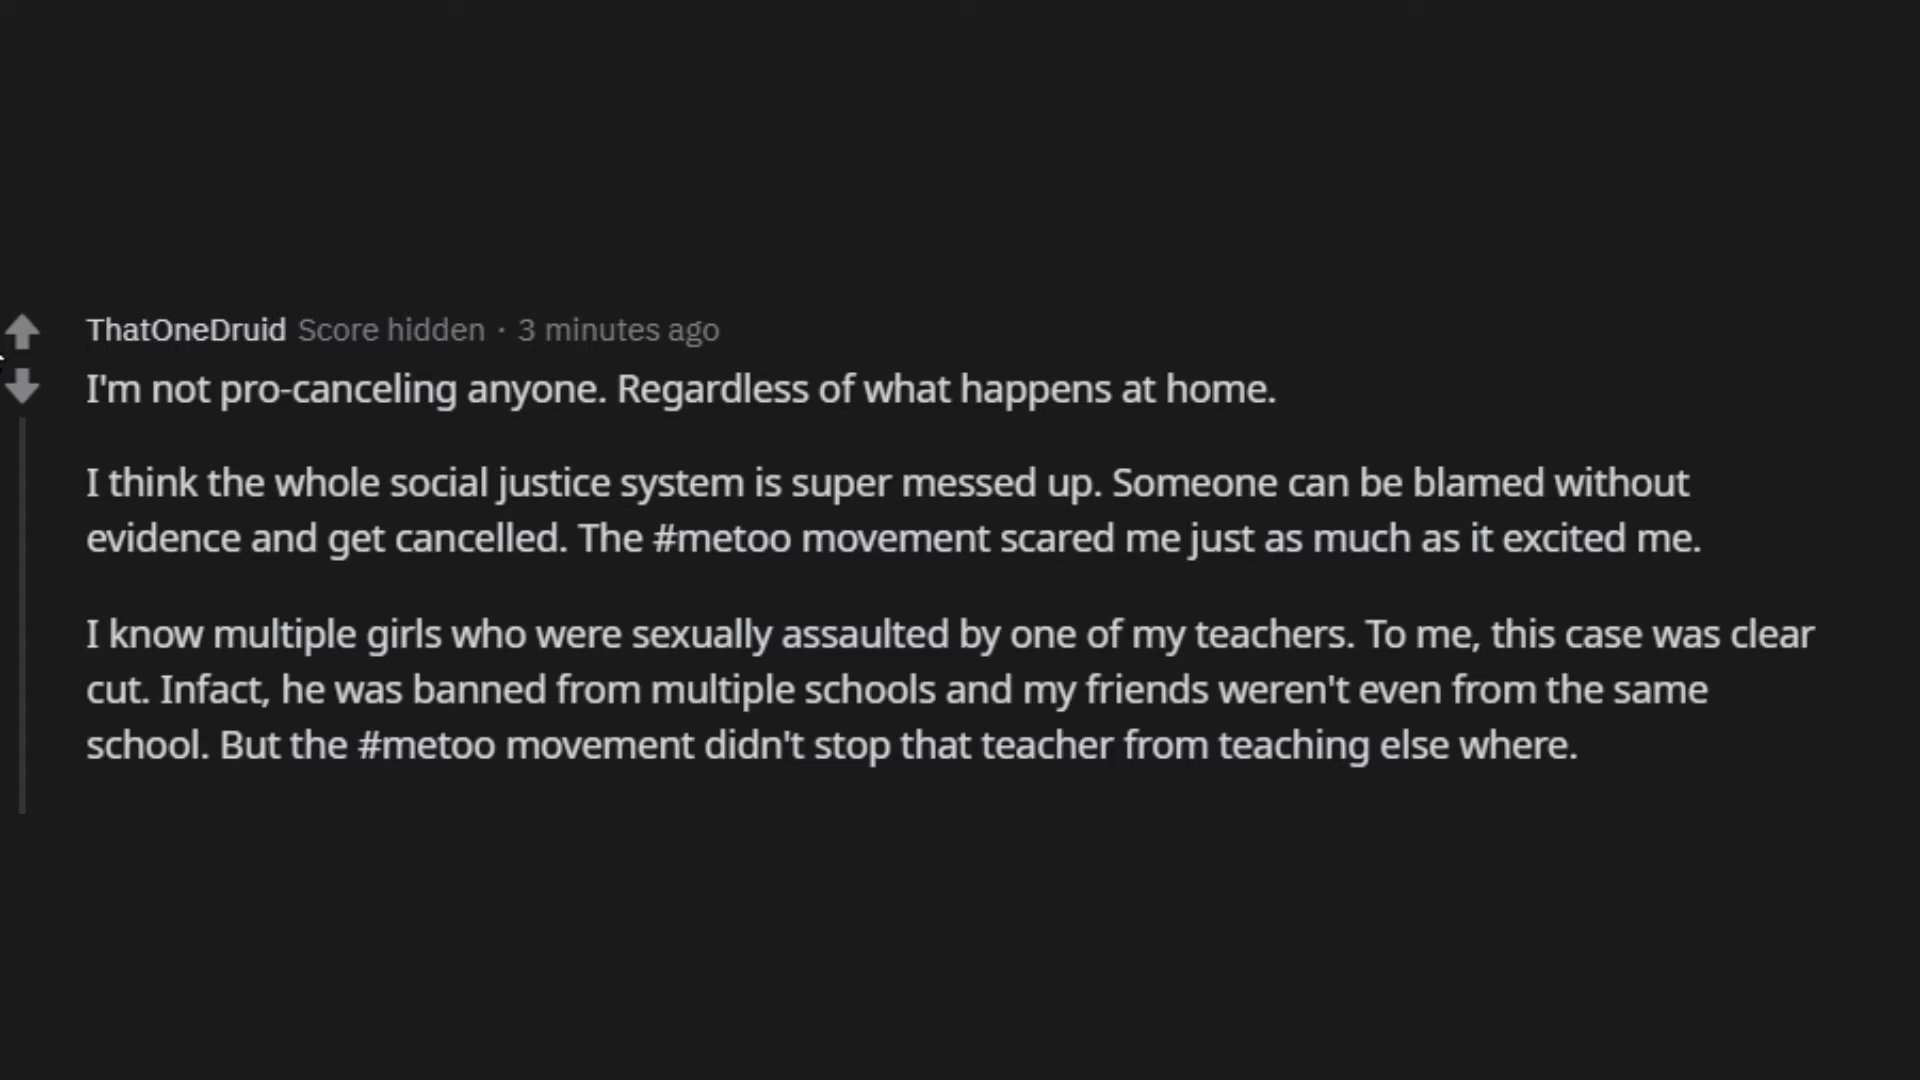 ThatOneDruid Score hidden · 3 minutes ago
I'm not pro-canceling anyone. Regardless of what happens at home.
I think the whole social justice system is super messed up. Someone can be blamed without
evidence and get cancelled. The #metoo movement scared me just as much as it excited me.
I know multiple girls who were sexually assaulted by one of my teachers. To me, this case was clear
cut. Infact, he was banned from multiple schools and my friends weren't even from the same
school. But the #metoo movement didn't stop that teacher from teaching else where.